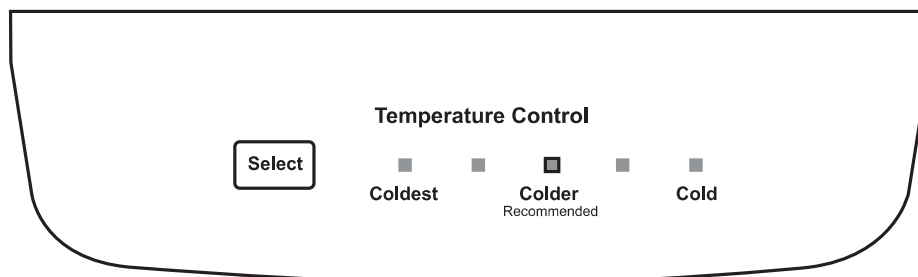 Temperature Control
Select
Coldest Colder Cold
Recommended